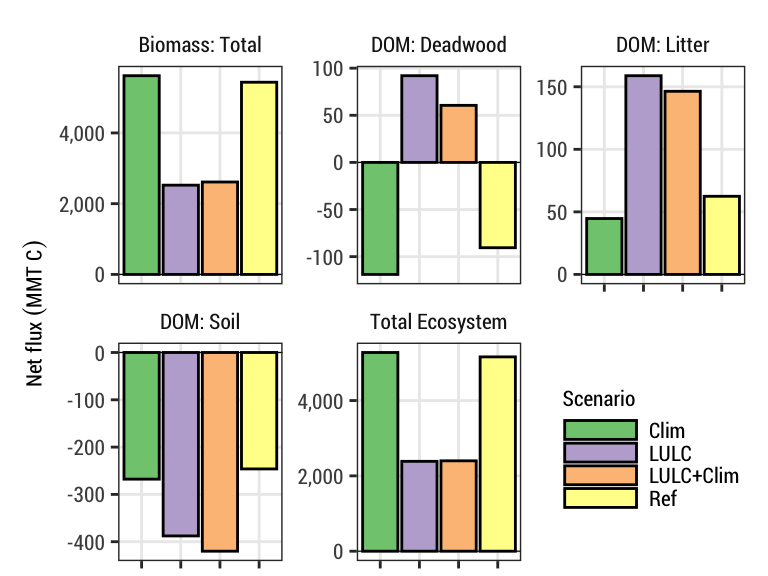 Biomass: Total
DOM: Deadwood
DOM: Litter
4,000
2,000
0
100
50
0
-50
-100
150
100
50
0
Net flux (MMT C)
DOM: Soil
Total Ecosystem
0
-100
-200
-300
-400
4,000
2,000
0
Scenario
Clim
LULC
LULC+Clim
Ref